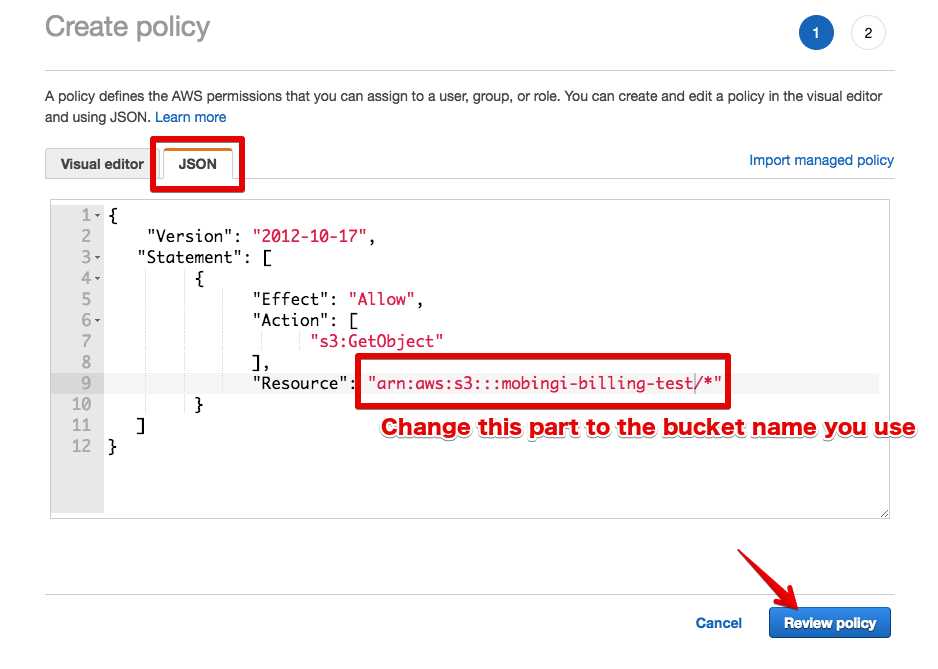 Create policy
1
2
A policy defines the AWS permissions that you can assign to a user, group, or role. You can create and edit a policy in the visual editor
and using JSON. Learn more
Visual editor
JSON
Import managed policy
1 {
2 "Version": "2012-10-17",
3 "Statement": [
4 {
5 "Effect": "Allow",
6 "Action": [
7 "s3:GetObject"
8 ],
9 "Resource": "arn:aws:s3:::mobingi-billing-test/*"
10 }
11 ]
12 }
Change this part to the bucket name you use
Cancel
Review policy